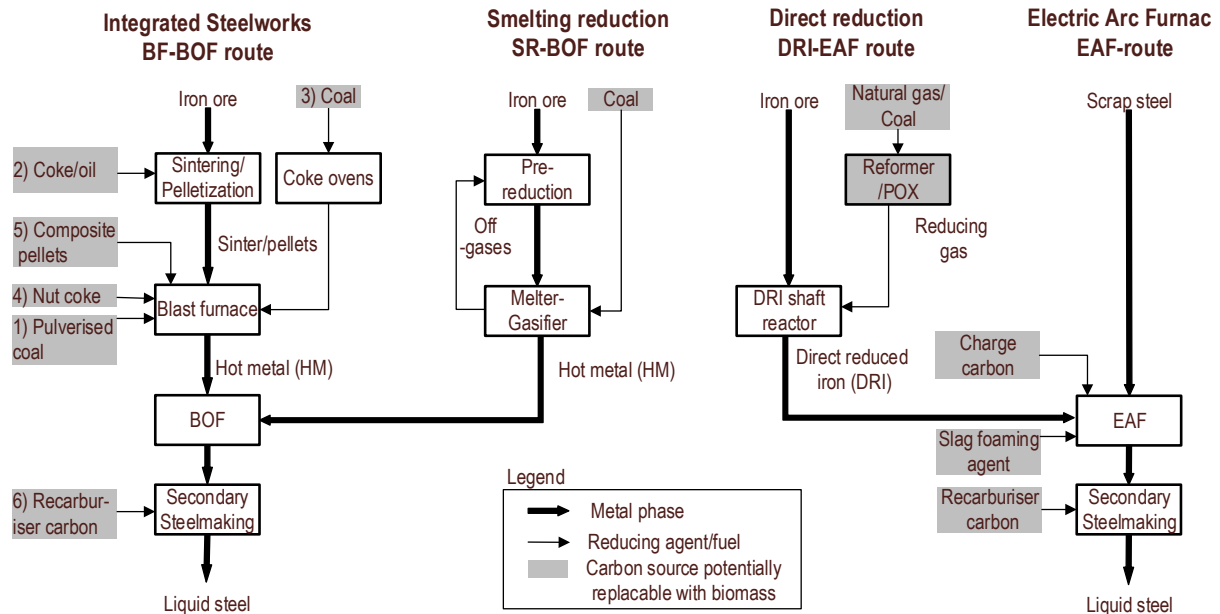 Integrated Steelworks
BF-BOF route
Smelting reduction
SR-BOF route
Direct reduction
DRI-EAF route
Electric Arc Furnac
EAF-route
Iron ore
3) Coal
2) Coke/oil
Sintering/
Pelletization
Coke ovens
5) Composite
pellets
Sinter/pellets
4) Nut coke
1) Pulverised
coal
Blast furnace
Hot metal (HM)
BOF
6) Recarbur-
iser carbon
Secondary
Steelmaking
Liquid steel
Iron ore
Coal
Pre-
reduction
Off
-gases
Melter-
Gasifier
Hot metal (HM)
Iron ore
Natural gas/
Coal
Reformer
/POX
Reducing
gas
DRI shaft
reactor
Direct reduced
iron (DRI)
Scrap steel
Charge
carbon
EAF
Slag foaming
agent
Recarburiser
carbon
Secondary
Steelmaking
Liquid steel
Legend
Metal phase
Reducing agent/fuel
Carbon source potentially
replacable with biomass